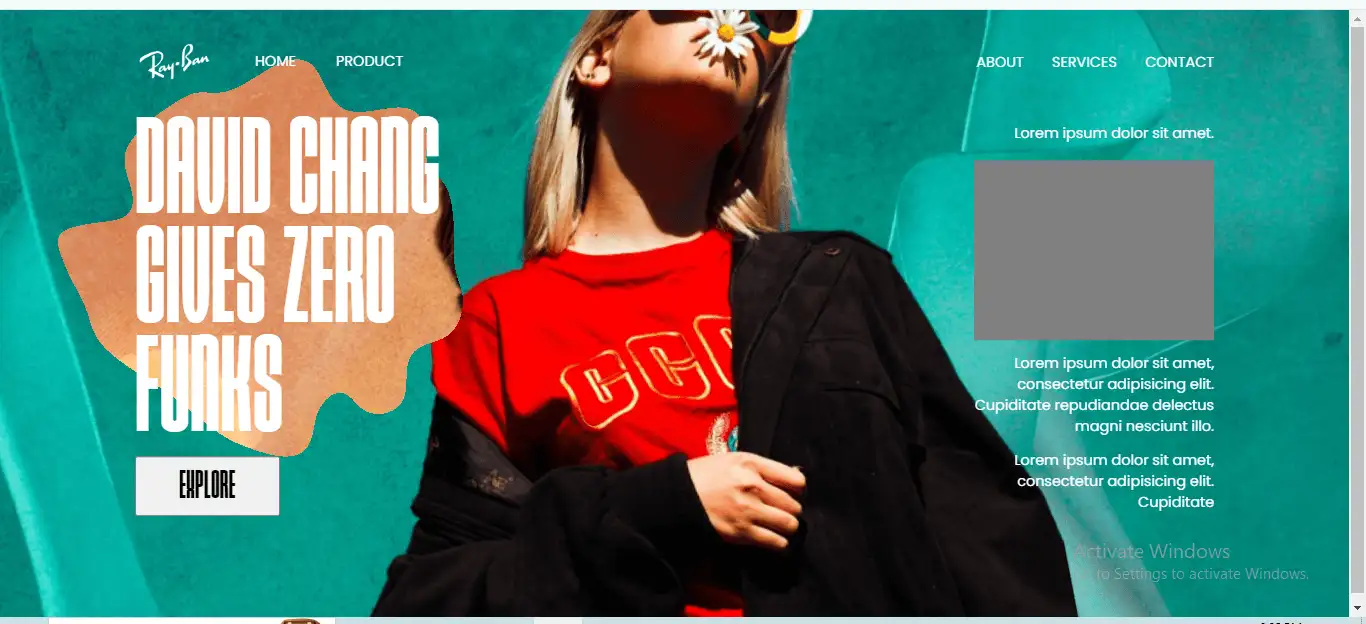 Ray-Ban
HOME
PRODUCT
ABOUT
SERVICES
CONTACT
DAVID CHANG
GIVES ZERO
FUNKS
EXPLORE
Lorem ipsum dolor sit amet.
Lorem ipsum dolor sit amet,
consectetur adipisicing elit.
Cupiditate repudiandae delectus
magni nesciunt illo.
Lorem ipsum dolor sit amet,
consectetur adipisicing elit.
Cupiditate
Activate Windows
to Settings to activate Windows.